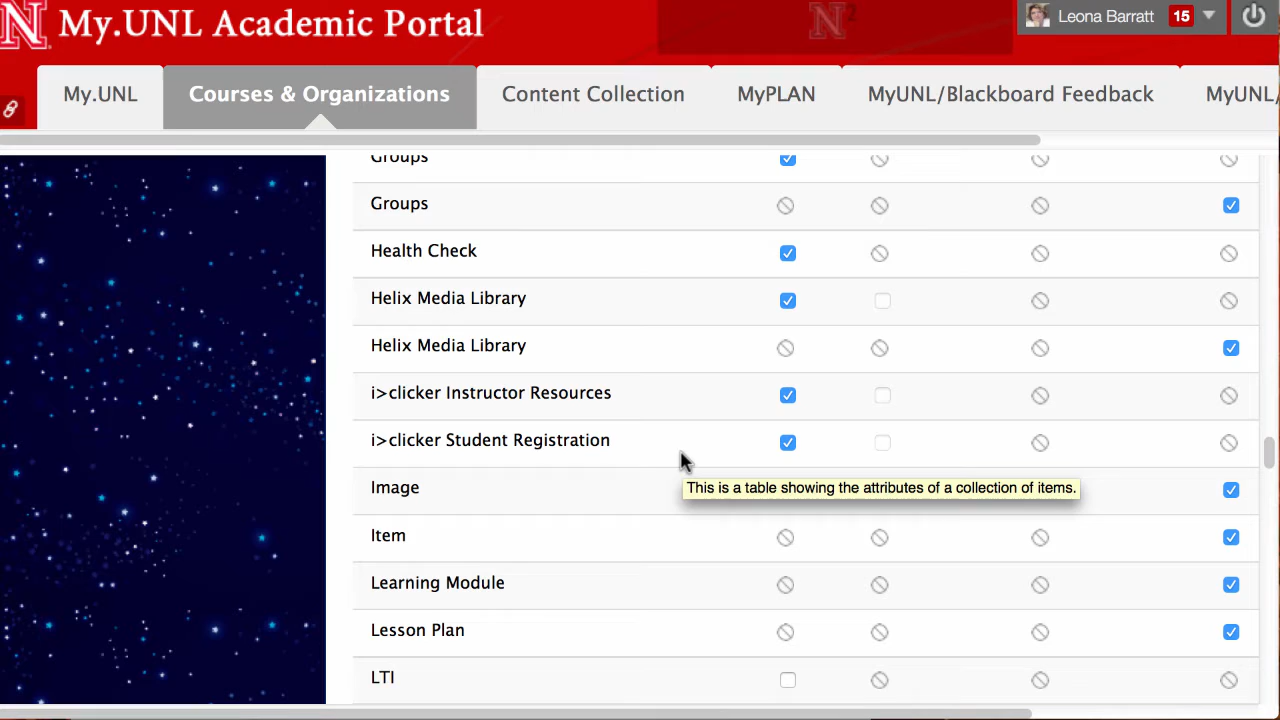 N My.UNL Academic Portal
N2
Leona Barratt 15
My.UNL Courses & Organizations Content Collection MyPLAN MyUNL/Blackboard Feedback MyUNL/
Groups
Groups
Health Check
Helix Media Library
Helix Media Library
i>clicker Instructor Resources
i>clicker Student Registration
Image
This is a table showing the attributes of a collection of items.
Item
Learning Module
Lesson Plan
LTI